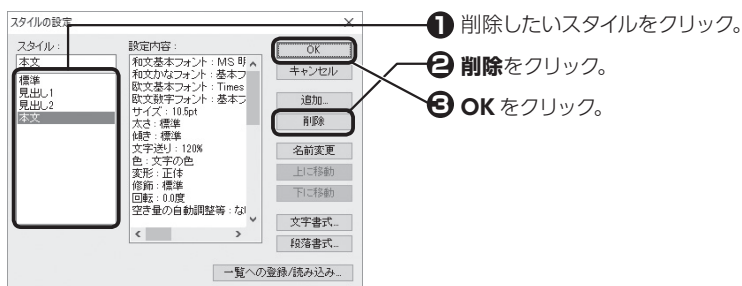 スタイルの設定
スタイル：
本文
標準
見出し1
見出し2
本文
設定内容：
和文基本フォント：MS 明
和文かなフォント：基本フ
欧文基本フォント：Times
欧文数字フォント：基本フ
サイズ：10.5pt
太さ：標準
傾き：標準
文字送り：120%
色：文字の色
変形：正体
修飾：標準
回転：0.0度
空き量の自動調整等：な
OK
キャンセル
追加...
削除
名前変更
上に移動
下に移動
文字書式...
段落書式...
一覧への登録/読み込み...
❶ 削除したいスタイルをクリック。
❷ 削除をクリック。
❸ OK をクリック。